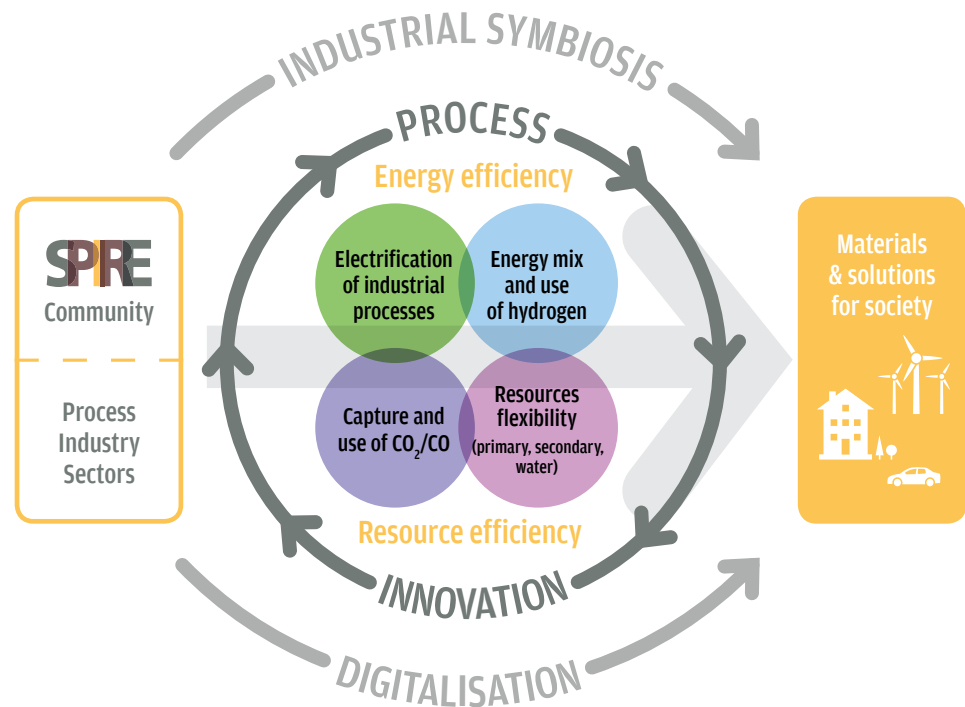 INDUSTRIAL SYMBIOSIS
PROCESS
Energy efficiency
SPIRE
Community
Process
Industry
Sectors
Electrification
of industrial
processes
Energy mix
and use
of hydrogen
Capture and
use of CO₂/CO
Resources
flexibility
(primary, secondary,
water)
Resource efficiency
INNOVATION
DIGITALISATION
Materials
& solutions
for society